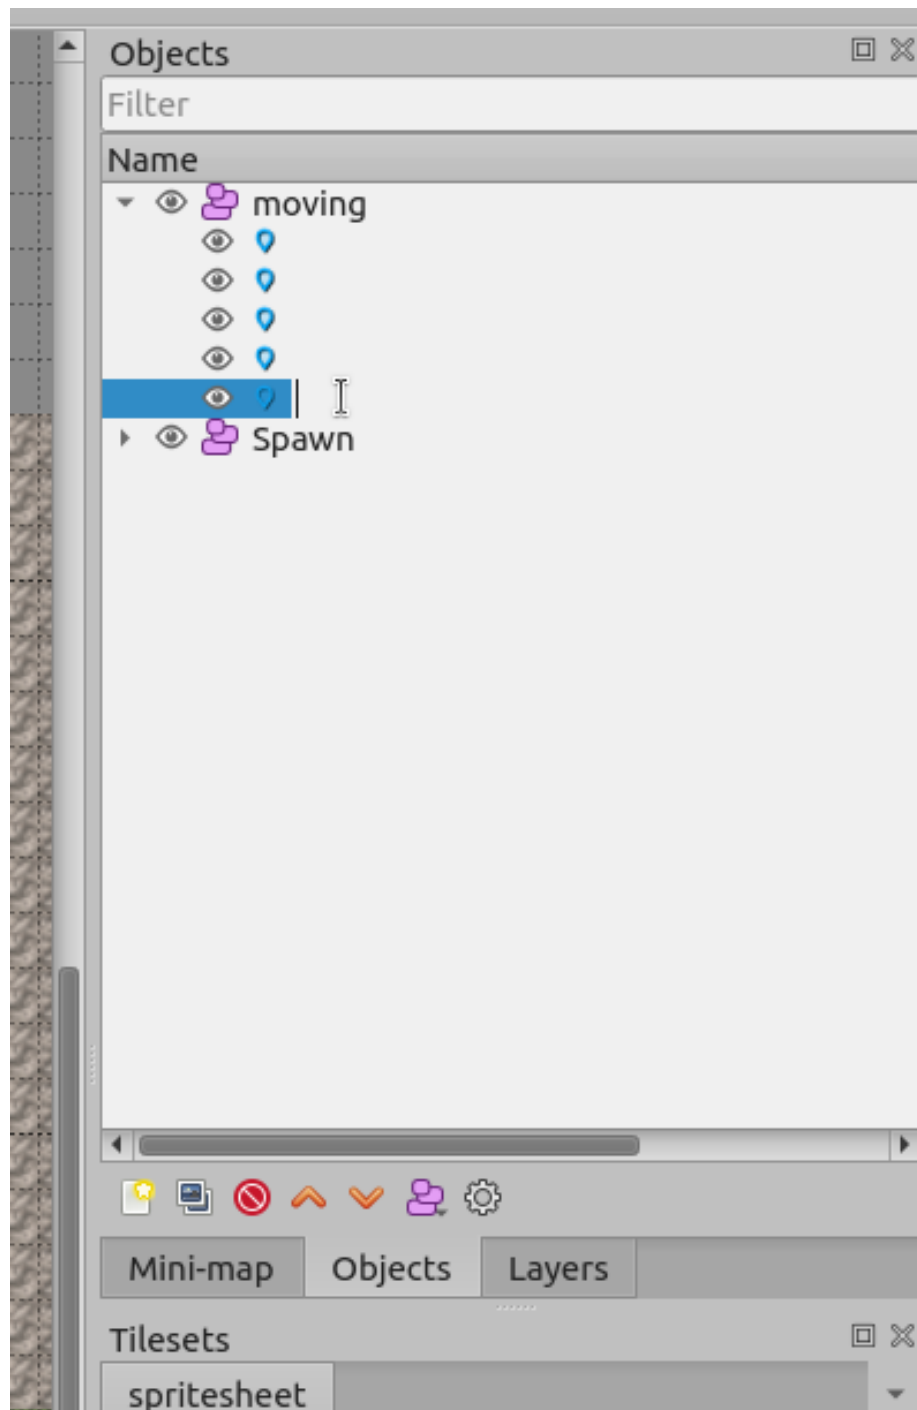 Objects
Filter
Name
moving
Spawn
Mini-map Objects Layers
Tilesets
spritesheet